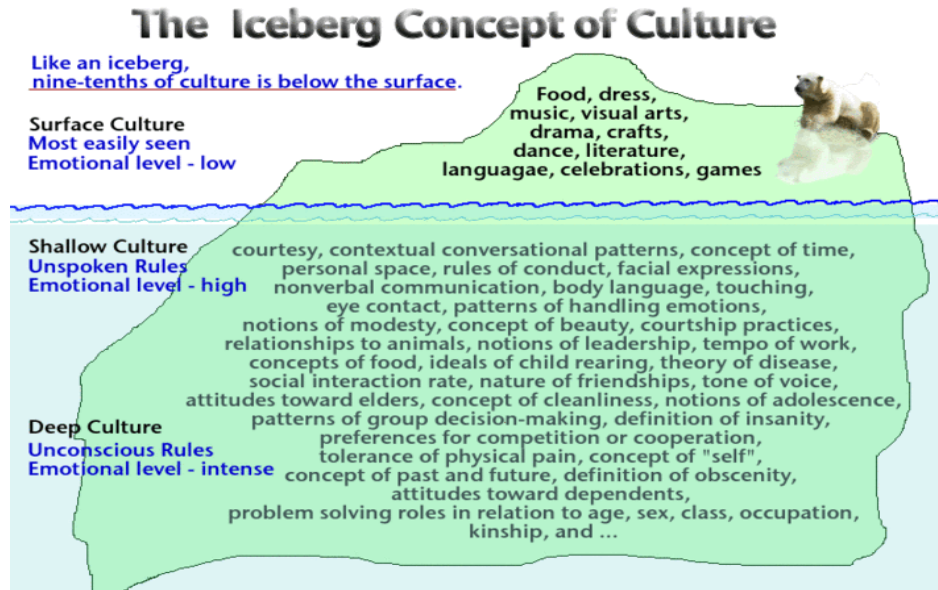 The Iceberg Concept of Culture
Like an iceberg,
nine-tenths of culture is below the surface.
Surface Culture
Most easily seen
Emotional level - low
Food, dress,
music, visual arts,
drama, crafts,
dance, literature,
languagae, celebrations, games
Shallow Culture
Unspoken Rules
Emotional level - high
courtesy, contextual conversational patterns, concept of time,
personal space, rules of conduct, facial expressions,
nonverbal communication, body language, touching,
eye contact, patterns of handling emotions,
notions of modesty, concept of beauty, courtship practices,
relationships to animals, notions of leadership, tempo of work,
concepts of food, ideals of child rearing, theory of disease,
social interaction rate, nature of friendships, tone of voice,
attitudes toward elders, concept of cleanliness, notions of adolescence,
patterns of group decision-making, definition of insanity,
preferences for competition or cooperation,
tolerance of physical pain, concept of "self",
concept of past and future, definition of obscenity,
attitudes toward dependents,
problem solving roles in relation to age, sex, class, occupation,
kinship, and ...
Deep Culture
Unconscious Rules
Emotional level - intense